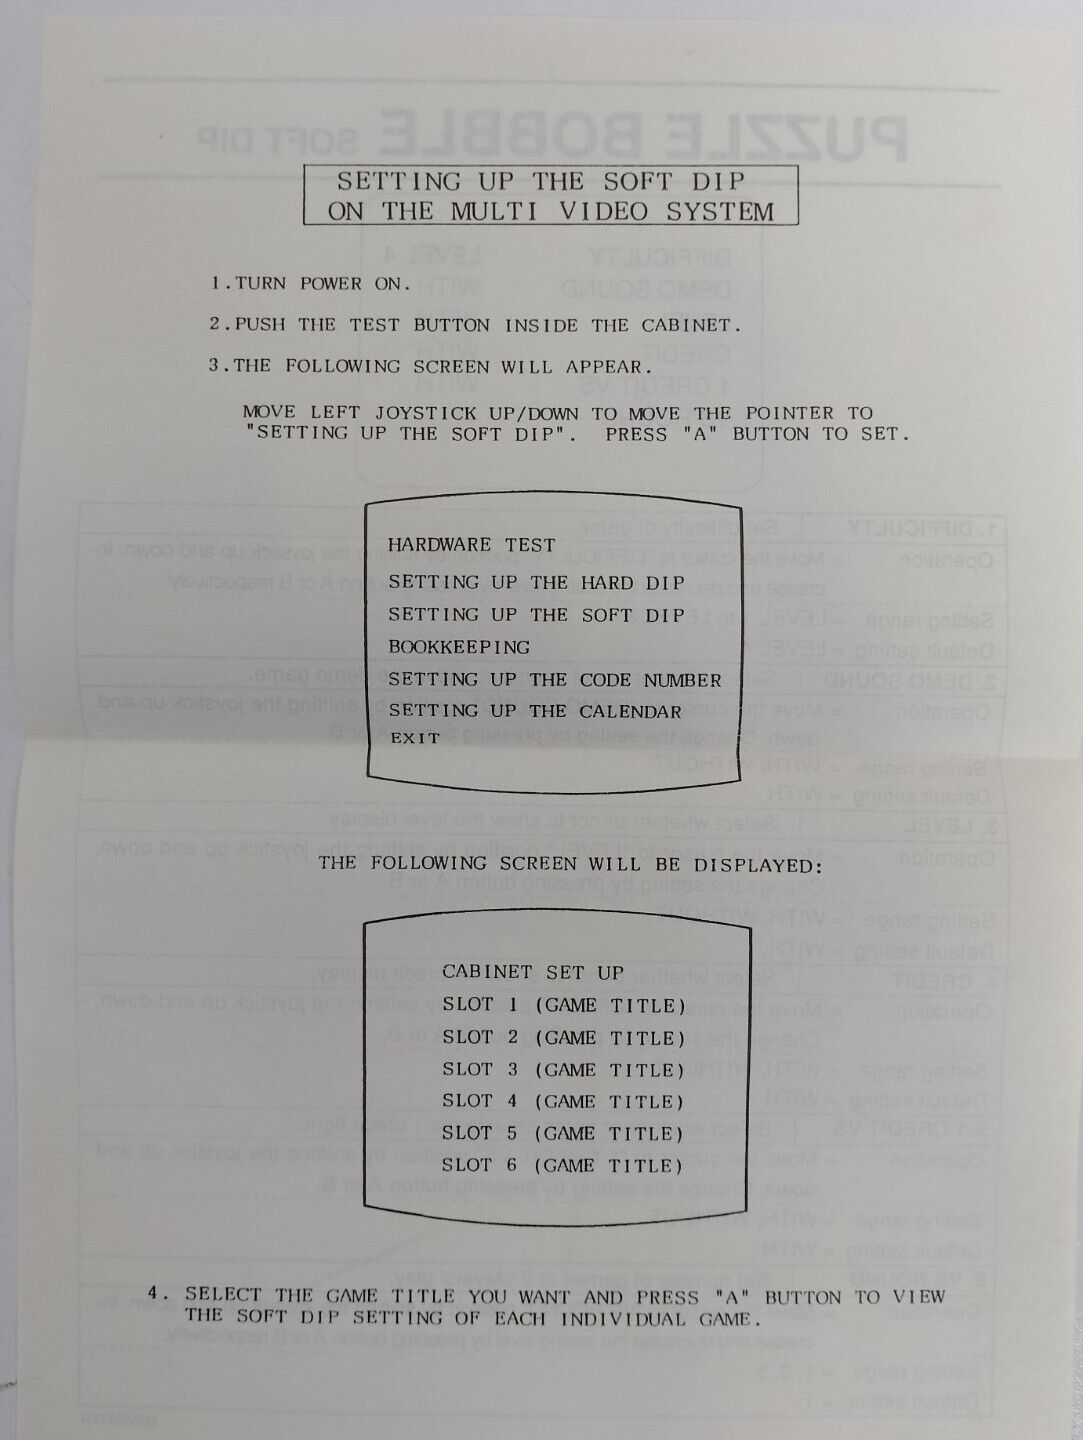 SETTING UP THE SOFT DIP
ON THE MULTI VIDEO SYSTEM
1.TURN POWER ON.
2.PUSH THE TEST BUTTON INSIDE THE CABINET.
3.THE FOLLOWING SCREEN WILL APPEAR.
MOVE LEFT JOYSTICK UP/DOWN TO MOVE THE POINTER TO
"SETTING UP THE SOFT DIP". PRESS "A" BUTTON TO SET.
HARDWARE TEST
SETTING UP THE HARD DIP
SETTING UP THE SOFT DIP
BOOKKEEPING
SETTING UP THE CODE NUMBER
SETTING UP THE CALENDAR
EXIT
THE FOLLOWING SCREEN WILL BE DISPLAYED:
CABINET SET UP
SLOT 1 (GAME TITLE)
SLOT 2 (GAME TITLE)
SLOT 3 (GAME TITLE)
SLOT 4 (GAME TITLE)
SLOT 5 (GAME TITLE)
SLOT 6 (GAME TITLE)
4. SELECT THE GAME TITLE YOU WANT AND PRESS "A" BUTTON TO VIEW
THE SOFT DIP SETTING OF EACH INDIVIDUAL GAME.